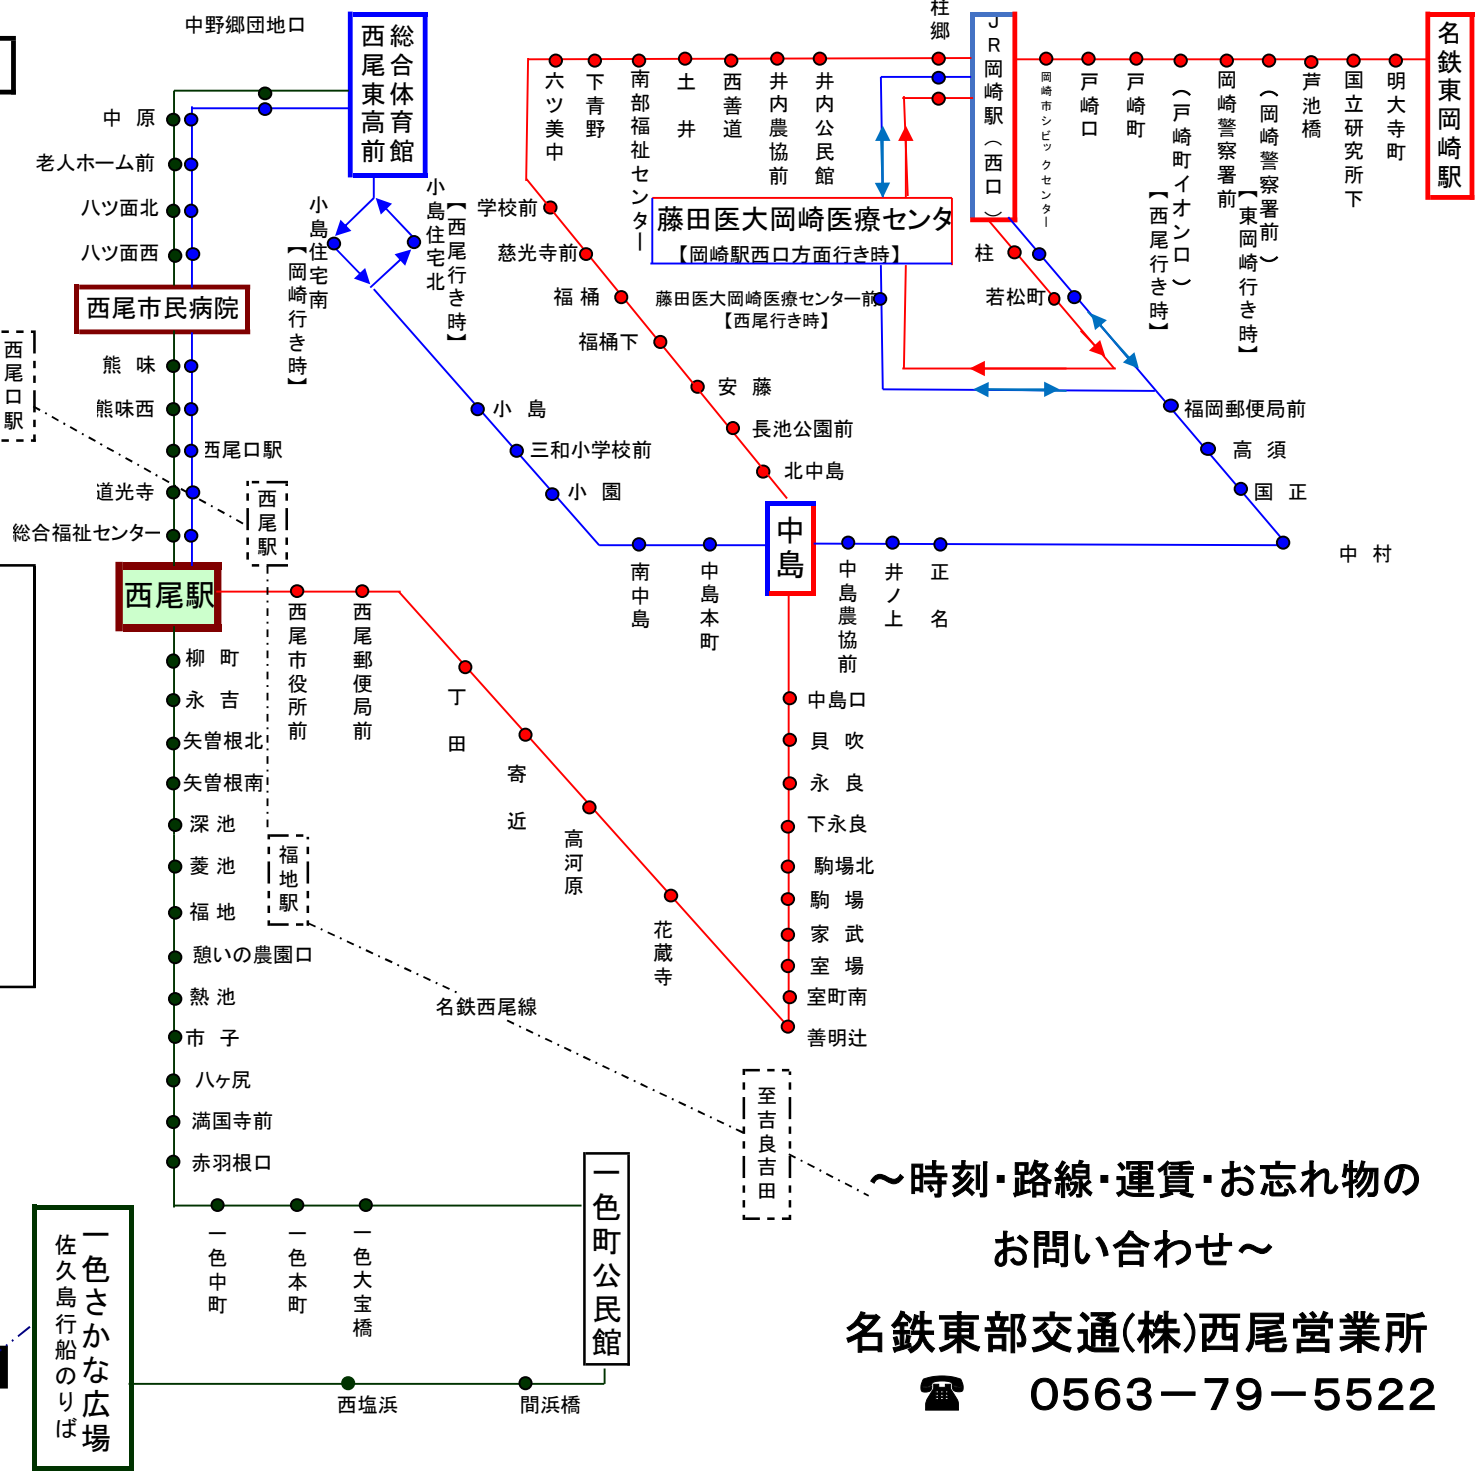 中野郷団地口
西尾東高前
総合体育館
中原
老人ホーム前
八ツ面北
八ツ面西
西尾市民病院
熊味
熊味西
西尾口駅
道光寺
総合福祉センター
西尾駅
西尾口駅
西尾駅
小島住宅南
【岡崎行き時】
小島住宅北
【西尾行き時】
小島
三和小学校前
小園
南中島
中島本町
中島
中島農協前
井ノ上
正名
中村
国正
高須
福岡郵便局前
六ツ美中
下青野
南部福祉センター
土井
西善道
井内農協前
井内公民館
柱郷
JR岡崎駅(西口)
岡崎市シビックセンター
戸崎口
戸崎町
(戸崎町イオンロ)
【西尾行き時】
岡崎警察署前
(岡崎警察署前)
【東岡崎行き時】
芦池橋
国立研究所下
明大寺町
名鉄東岡崎駅
学校前
慈光寺前
福桶
福桶下
安藤
長池公園前
北中島
藤田医大岡崎医療センタ
【岡崎駅西口方面行き時】
藤田医大岡崎医療センター前
【西尾行き時】
柱
若松町
西尾市役所前
西尾郵便局前
丁田
寄近
高河原
花蔵寺
中島口
貝吹
永良
下永良
駒場北
駒場
家武
室場
室町南
善明辻
柳町
永吉
矢曽根北
矢曽根南
深池
菱池
福地
憩いの農園口
熱池
市子
八ヶ尻
満国寺前
赤羽根口
福地駅
名鉄西尾線
至吉良吉田
一色中町
一色本町
一色大宝橋
一色町公民館
間浜橋
西塩浜
一色さかな広場
佐久島行船のりば
～時刻・路線・運賃・お忘れ物の
お問い合わせ～
名鉄東部交通(株)西尾営業所
☎ 0563－79－5522